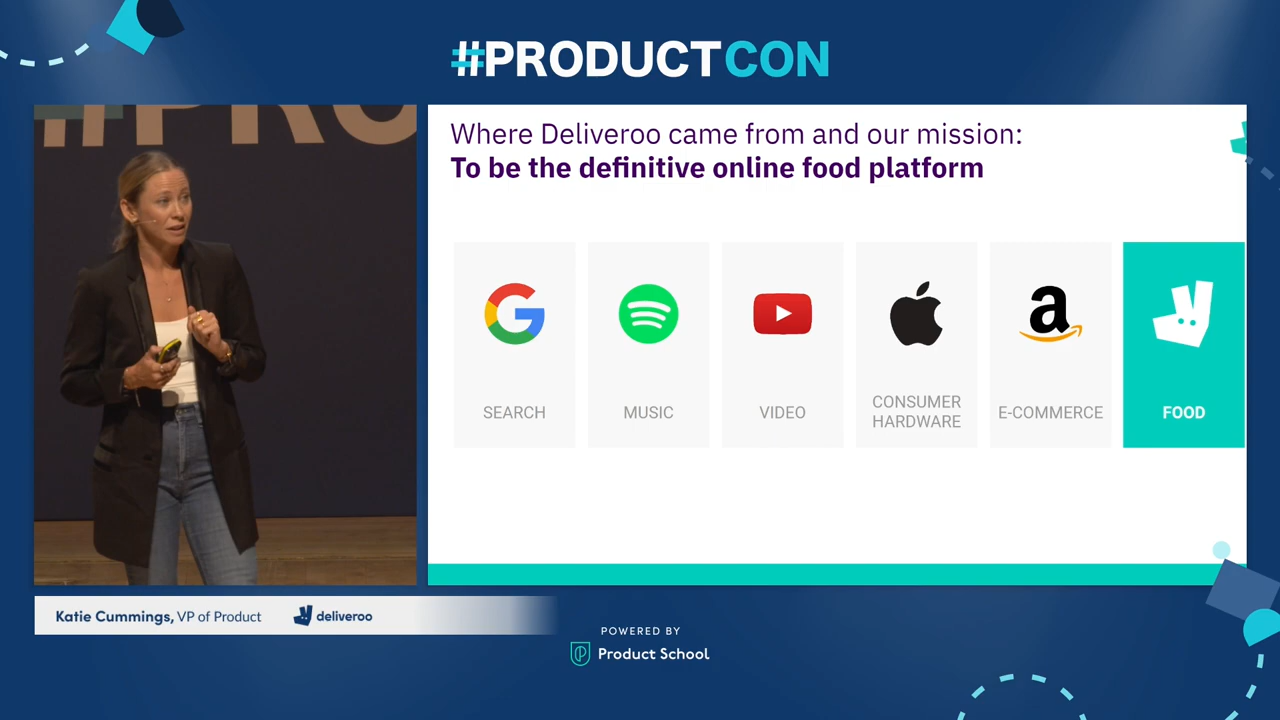 #PRODUCTCON
#PRO
Where Deliveroo came from and our mission:
To be the definitive online food platform
SEARCH
MUSIC
VIDEO
CONSUMER
HARDWARE
E-COMMERCE
FOOD
Katie Cummings, VP of Product deliveroo
POWERED BY
Product School